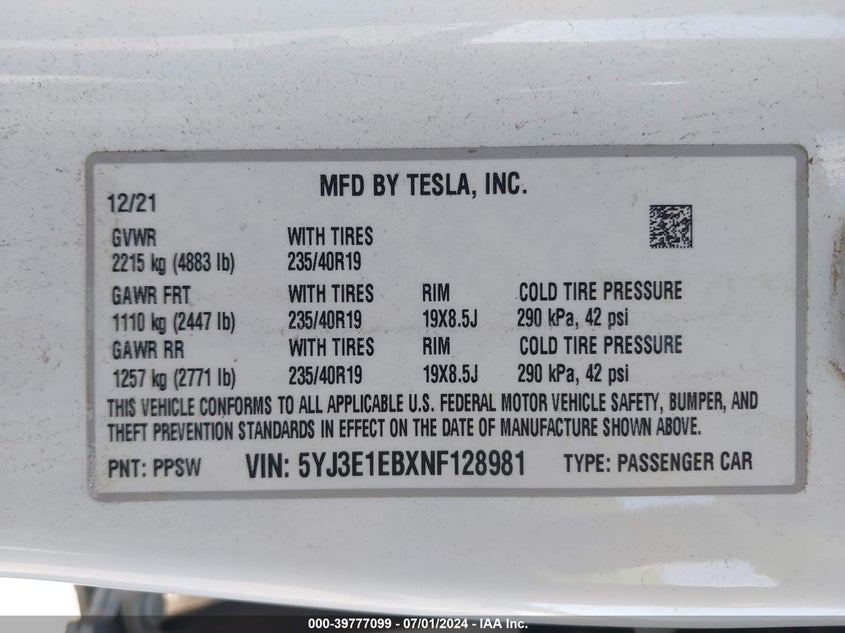 MFD BY TESLA, INC.
12/21
GVWR WITH TIRES
2215 kg (4883 lb) 235/40R19
GAWR FRT WITH TIRES RIM COLD TIRE PRESSURE
1110 kg (2447 lb) 235/40R19 19X8.5J 290 kPa, 42 psi
GAWR RR WITH TIRES RIM COLD TIRE PRESSURE
1257 kg (2771 lb) 235/40R19 19X8.5J 290 kPa, 42 psi
THIS VEHICLE CONFORMS TO ALL APPLICABLE U.S. FEDERAL MOTOR VEHICLE SAFETY, BUMPER, AND
THEFT PREVENTION STANDARDS IN EFFECT ON THE DATE OF MANUFACTURE SHOWN ABOVE.
PNT: PPSW VIN: 5YJ3E1EBXNF128981 TYPE: PASSENGER CAR
000-39777099 / 07/01/2024 - IAA Inc.